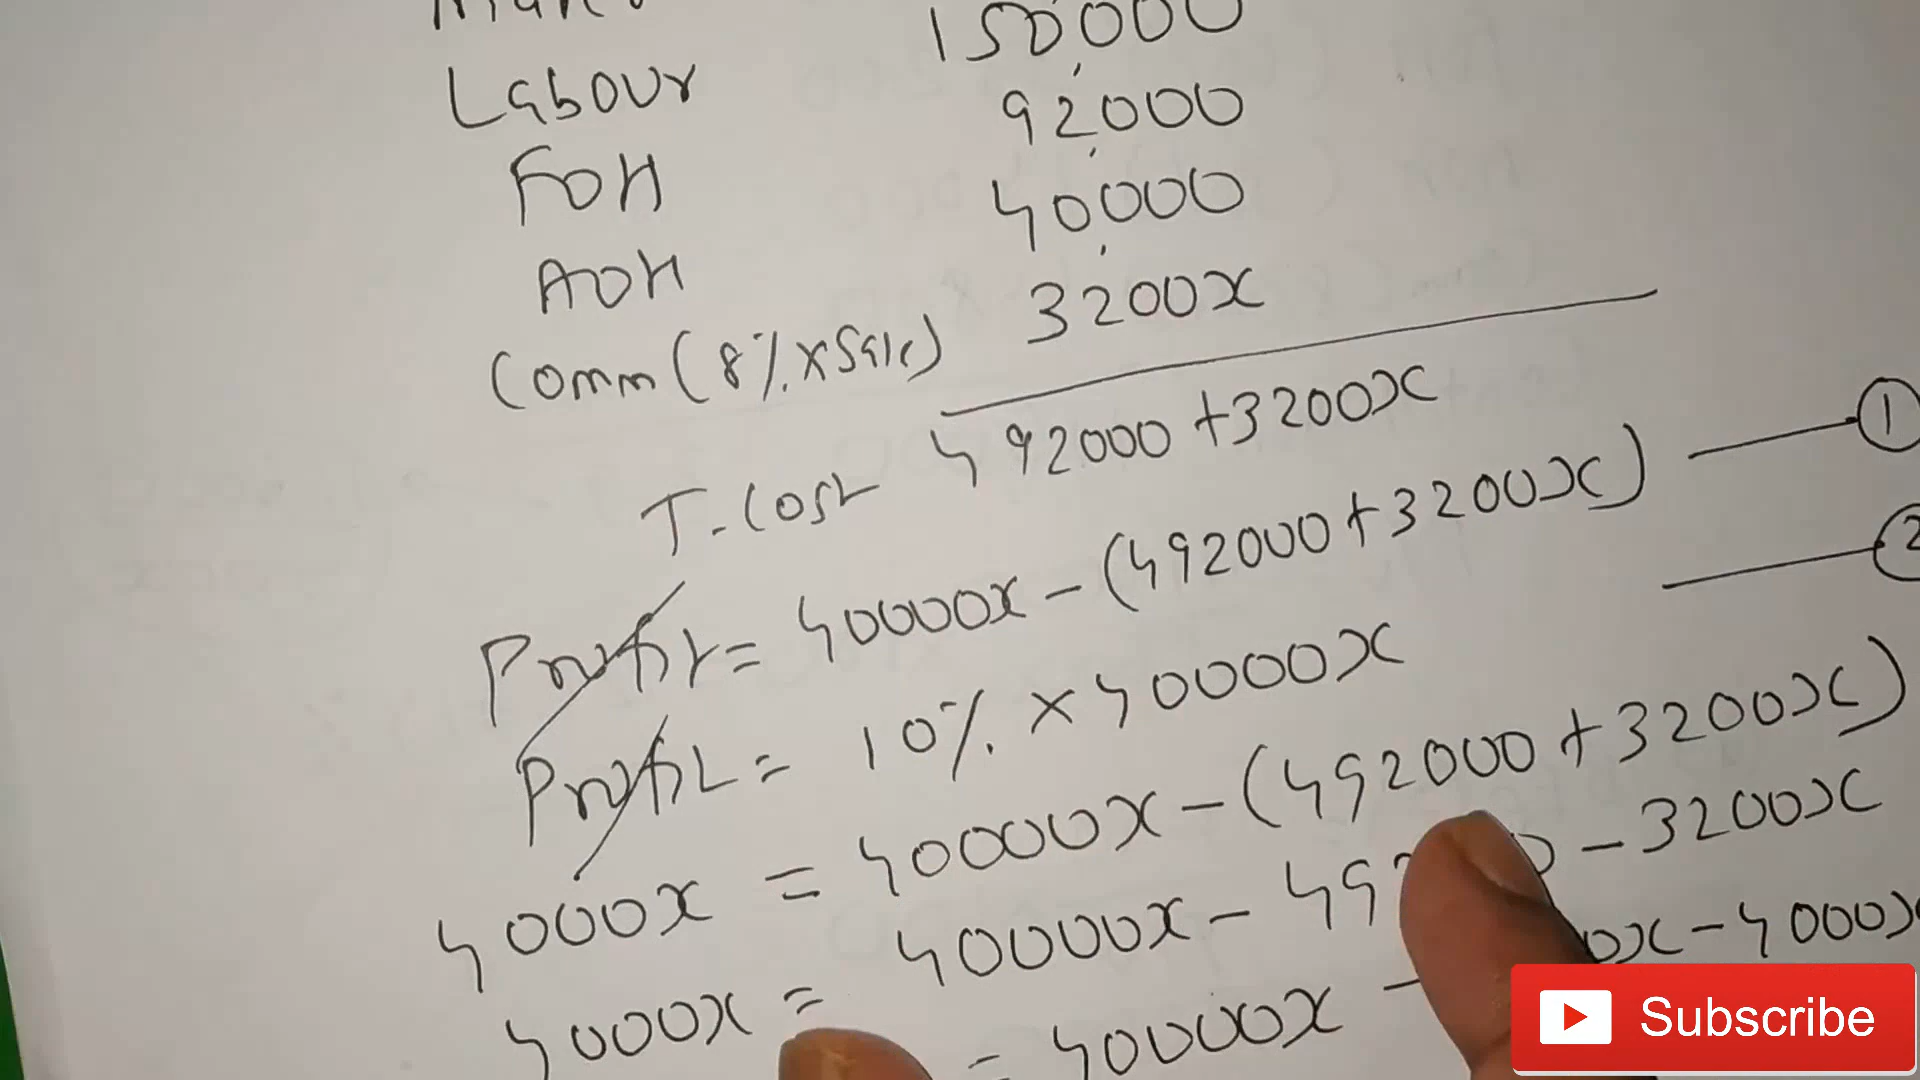 150,000
Labour 92,000
FOH 40,000
AOH 3200x
Comm (8% x Sale)
T. Cost 492000 + 3200x
Profit = 40000x - (492000 + 3200x) 1
Profit = 10% x 40000x 2
4000x = 40000x - (492000 + 3200x)
4000x = 40000x - - 3200x
= 40000x - - 4000x
Subscribe